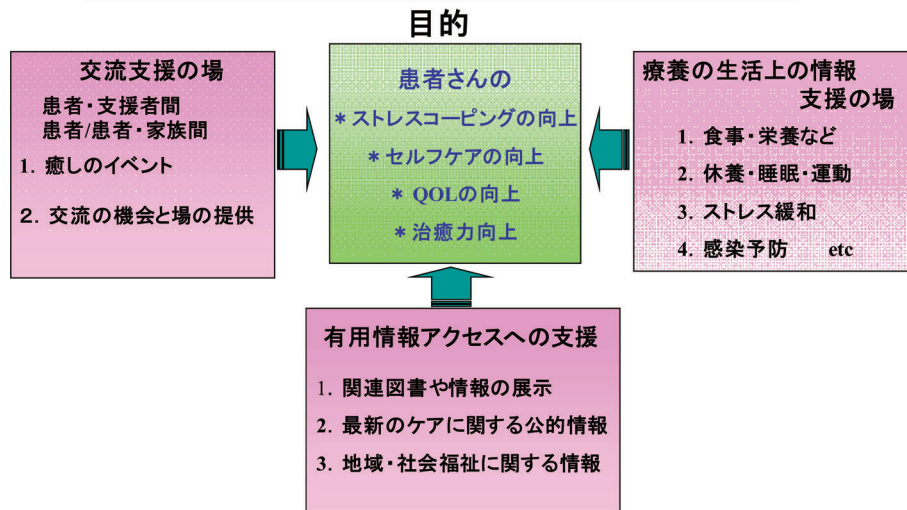 目的
交流支援の場
患者・支援者間
患者/患者・家族間
1. 癒しのイベント
2. 交流の機会と場の提供
患者さんの
＊ストレスコーピングの向上
＊セルフケアの向上
＊QOLの向上
＊治癒力向上
療養の生活上の情報
支援の場
1. 食事・栄養など
2. 休養・睡眠・運動
3. ストレス緩和
4. 感染予防 etc
有用情報アクセスへの支援
1. 関連図書や情報の展示
2. 最新のケアに関する公的情報
3. 地域・社会福祉に関する情報